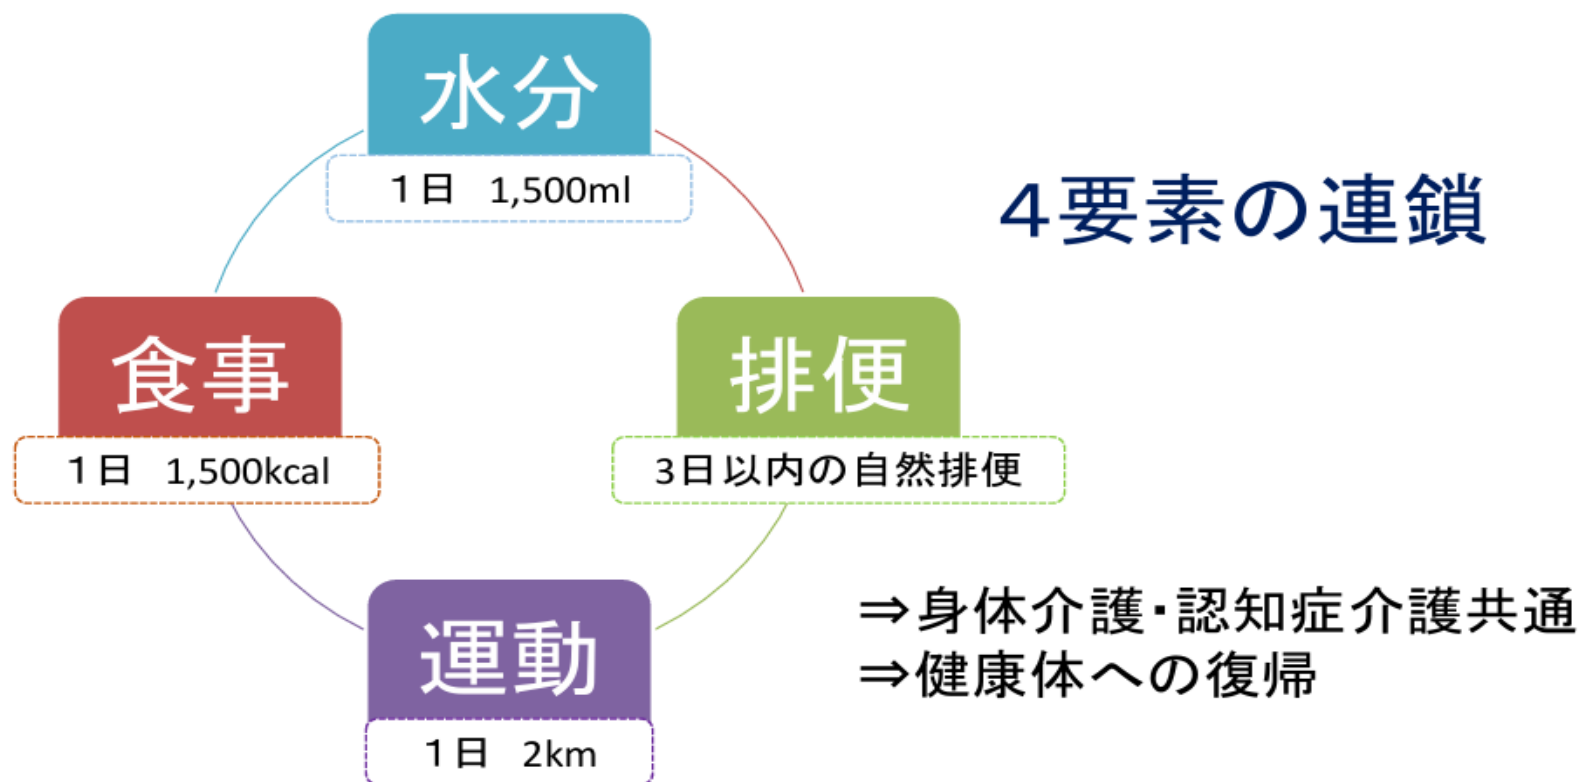 水分
１日　1,500ml
4要素の連鎖
食事
１日　1,500kcal
排便
3日以内の自然排便
運動
１日　2km
⇒身体介護・認知症介護共通
⇒健康体への復帰